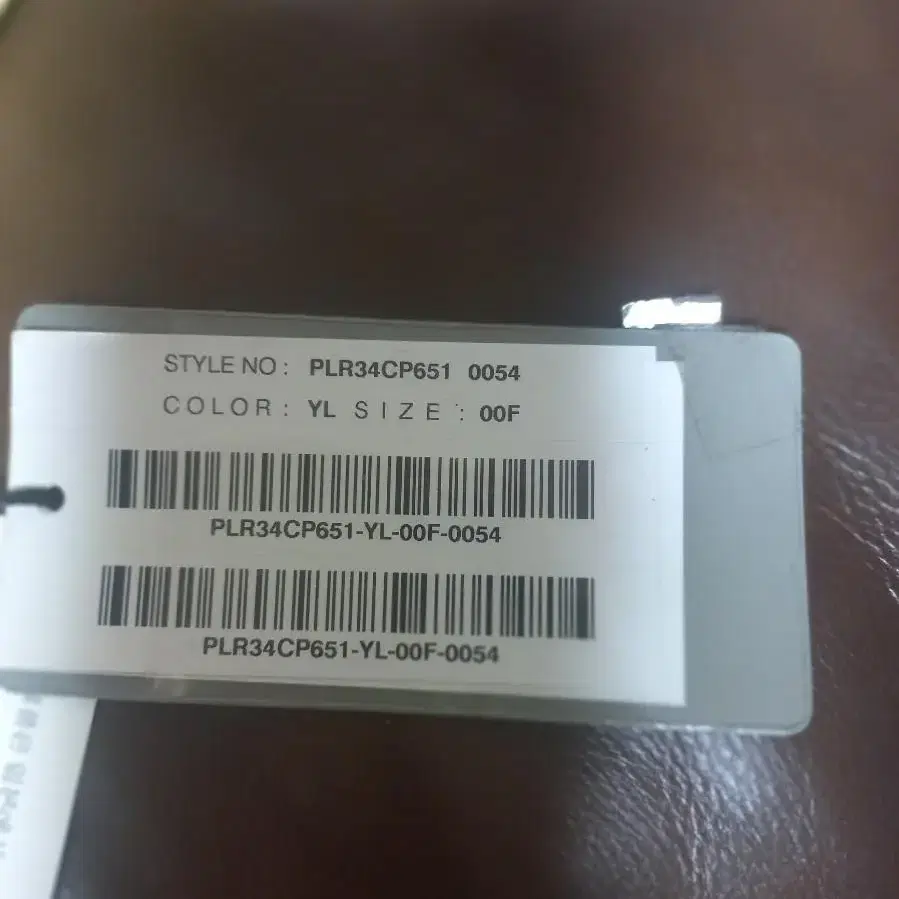 STYLE NO : PLR34CP651 0054
COLOR : YL SIZE : 00F
PLR34CP651-YL-00F-0054
PLR34CP651-YL-00F-0054